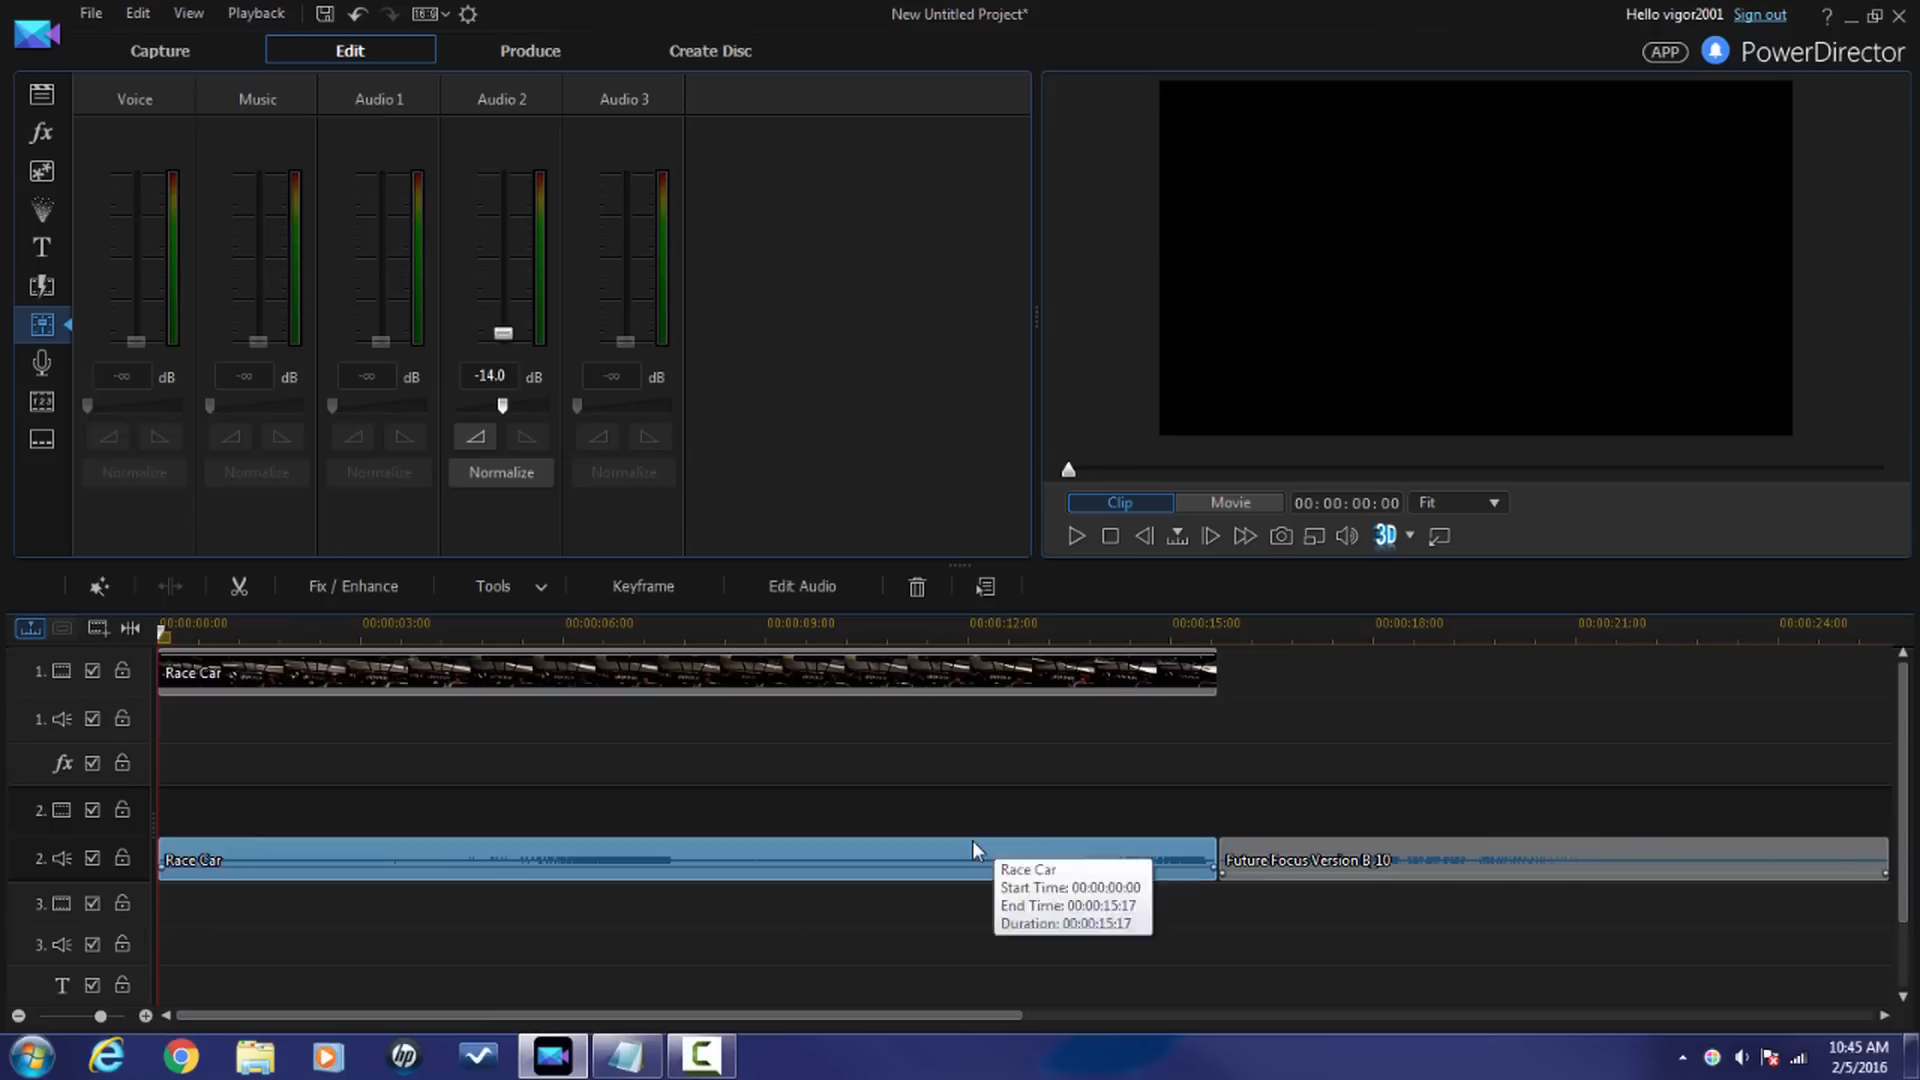 File Edit View Playback
New Untitled Project*
Hello vigor2001 Sign out
?
Capture Edit Produce Create Disc
APP PowerDirector
Voice Music Audio 1 Audio 2 Audio 3
-∞ dB -∞ dB -∞ dB -14.0 dB -∞ dB
Normalize Normalize Normalize Normalize Normalize
Clip Movie 00:00:00:00 Fit
3D
Fix / Enhance Tools Keyframe Edit Audio
00:00:00:00 00:00:03:00 00:00:06:00 00:00:09:00 00:00:12:00 00:00:15:00 00:00:18:00 00:00:21:00 00:00:24:00
1. Race Car
1.
fx
2.
2. Race Car Future Focus Version B_10
Race Car
Start Time: 00:00:00:00
End Time: 00:00:15:17
Duration: 00:00:15:17
3.
3.
T
10:45 AM
2/5/2016